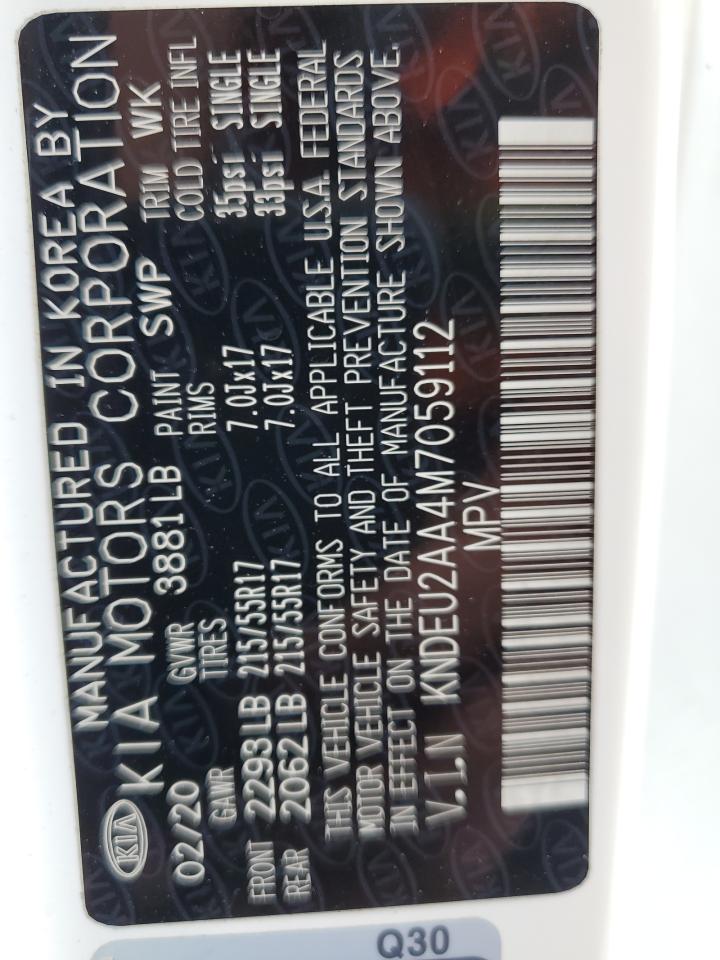 MANUFACTURED IN KOREA BY
KIA KIA MOTORS CORPORATION
02/20 GVWR 3881LB PAINT SWP TRIM WK
GAWR TIRES RIMS COLD TIRE INFL
FRONT 2293LB 215/55R17 7.0Jx17 35psi SINGLE
REAR 2062LB 215/55R17 7.0Jx17 33psi SINGLE
THIS VEHICLE CONFORMS TO ALL APPLICABLE U.S.A. FEDERAL
MOTOR VEHICLE SAFETY AND THEFT PREVENTION STANDARDS
IN EFFECT ON THE DATE OF MANUFACTURE SHOWN ABOVE.
V.I.N KNDEU2AA4M7059112
MPV
Q30